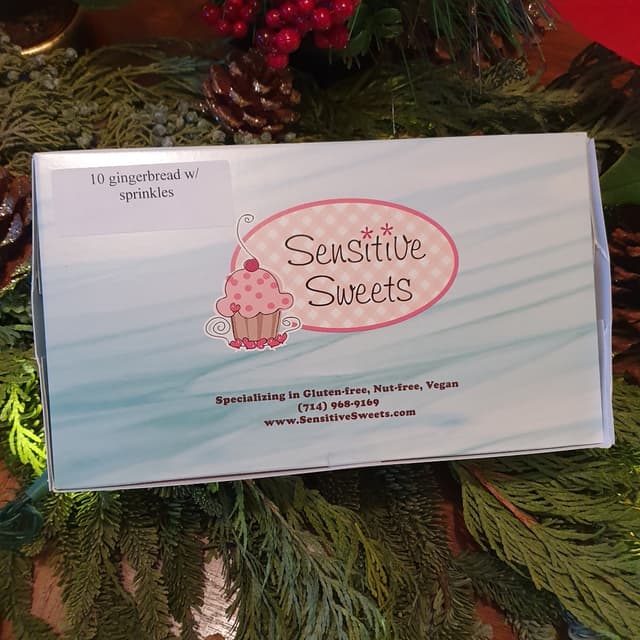 10 gingerbread w/
sprinkles
Sensitive
Sweets
Specializing in Gluten-free, Nut-free, Vegan
(714) 968-9169
www.SensitiveSweets.com